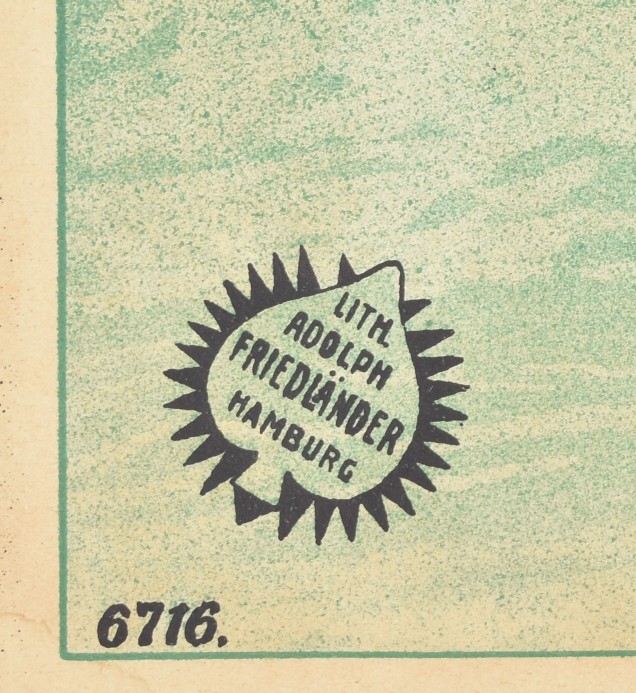 LITH.
ADOLPH
FRIEDLÄNDER
HAMBURG
6716.